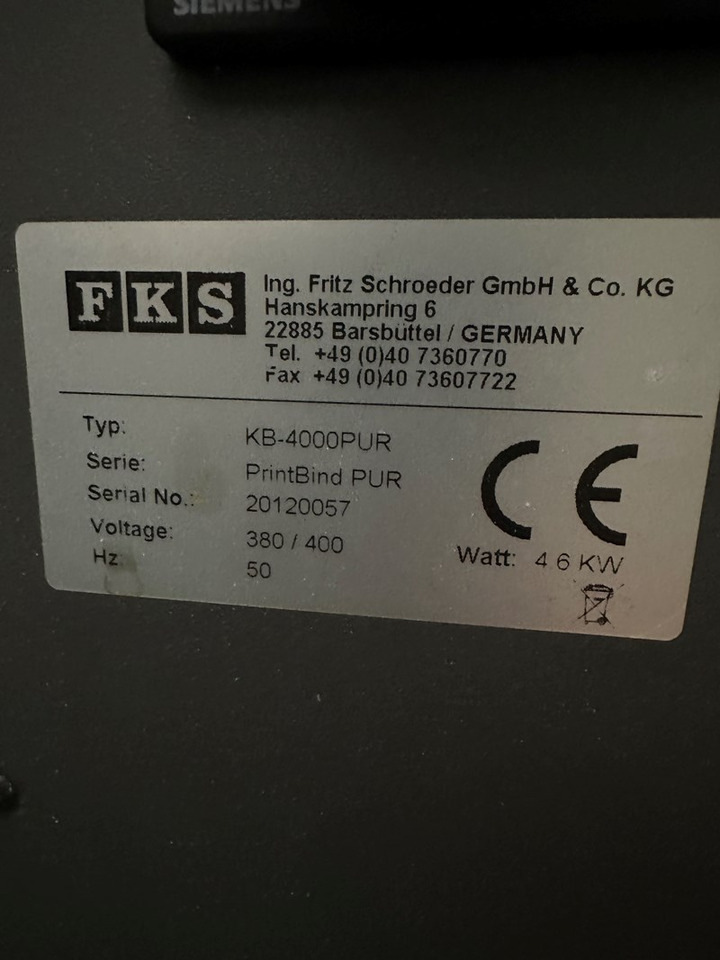 SIEMENS
FKS
Ing. Fritz Schroeder GmbH & Co. KG
Hanskampring 6
22885 Barsbüttel / GERMANY
Tel. +49 (0)40 7360770
Fax +49 (0)40 73607722
Typ: KB-4000PUR
Serie: PrintBind PUR
Serial No.: 20120057
Voltage: 380 / 400
Hz 50
CE
Watt: 4 6 KW